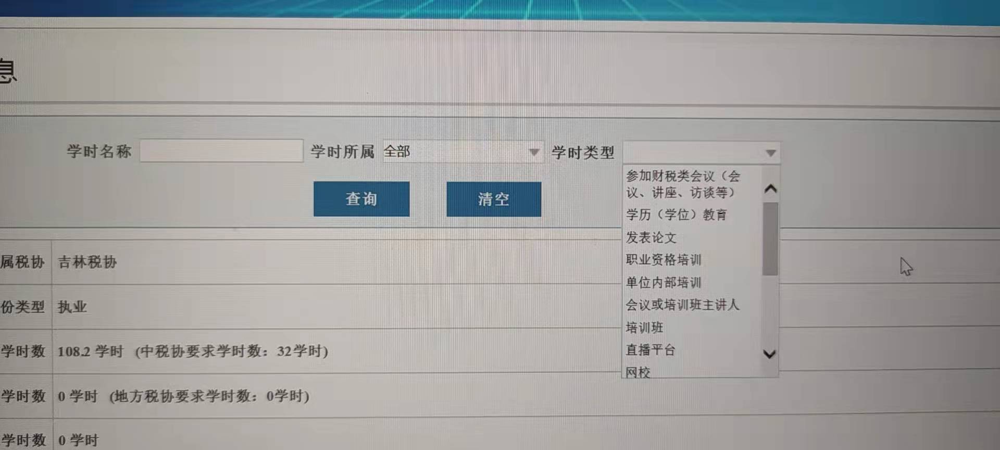 息
学时名称 学时所属 全部 学时类型
参加财税类会议（会
议、讲座、访谈等）
查询 清空
学历（学位）教育
发表论文
职业资格培训
单位内部培训
会议或培训班主讲人
培训班
直播平台
网校
属税协 吉林税协
份类型 执业
学时数 108.2 学时 (中税协要求学时数：32学时)
学时数 0 学时 (地方税协要求学时数：0学时)
学时数 0 学时